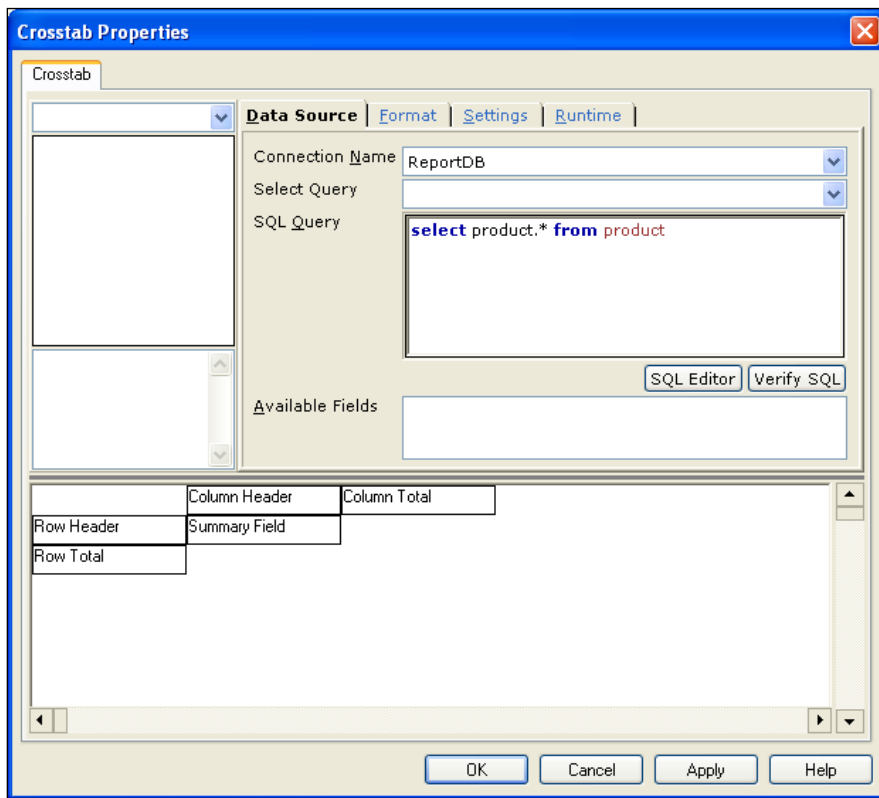 Crosstab Properties
Crosstab
Data Source Format Settings Runtime
Connection Name ReportDB
Select Query
SQL Query select product.* from product
SQL Editor Verify SQL
Available Fields
Column Header Column Total
Row Header Summary Field
Row Total
OK Cancel Apply Help